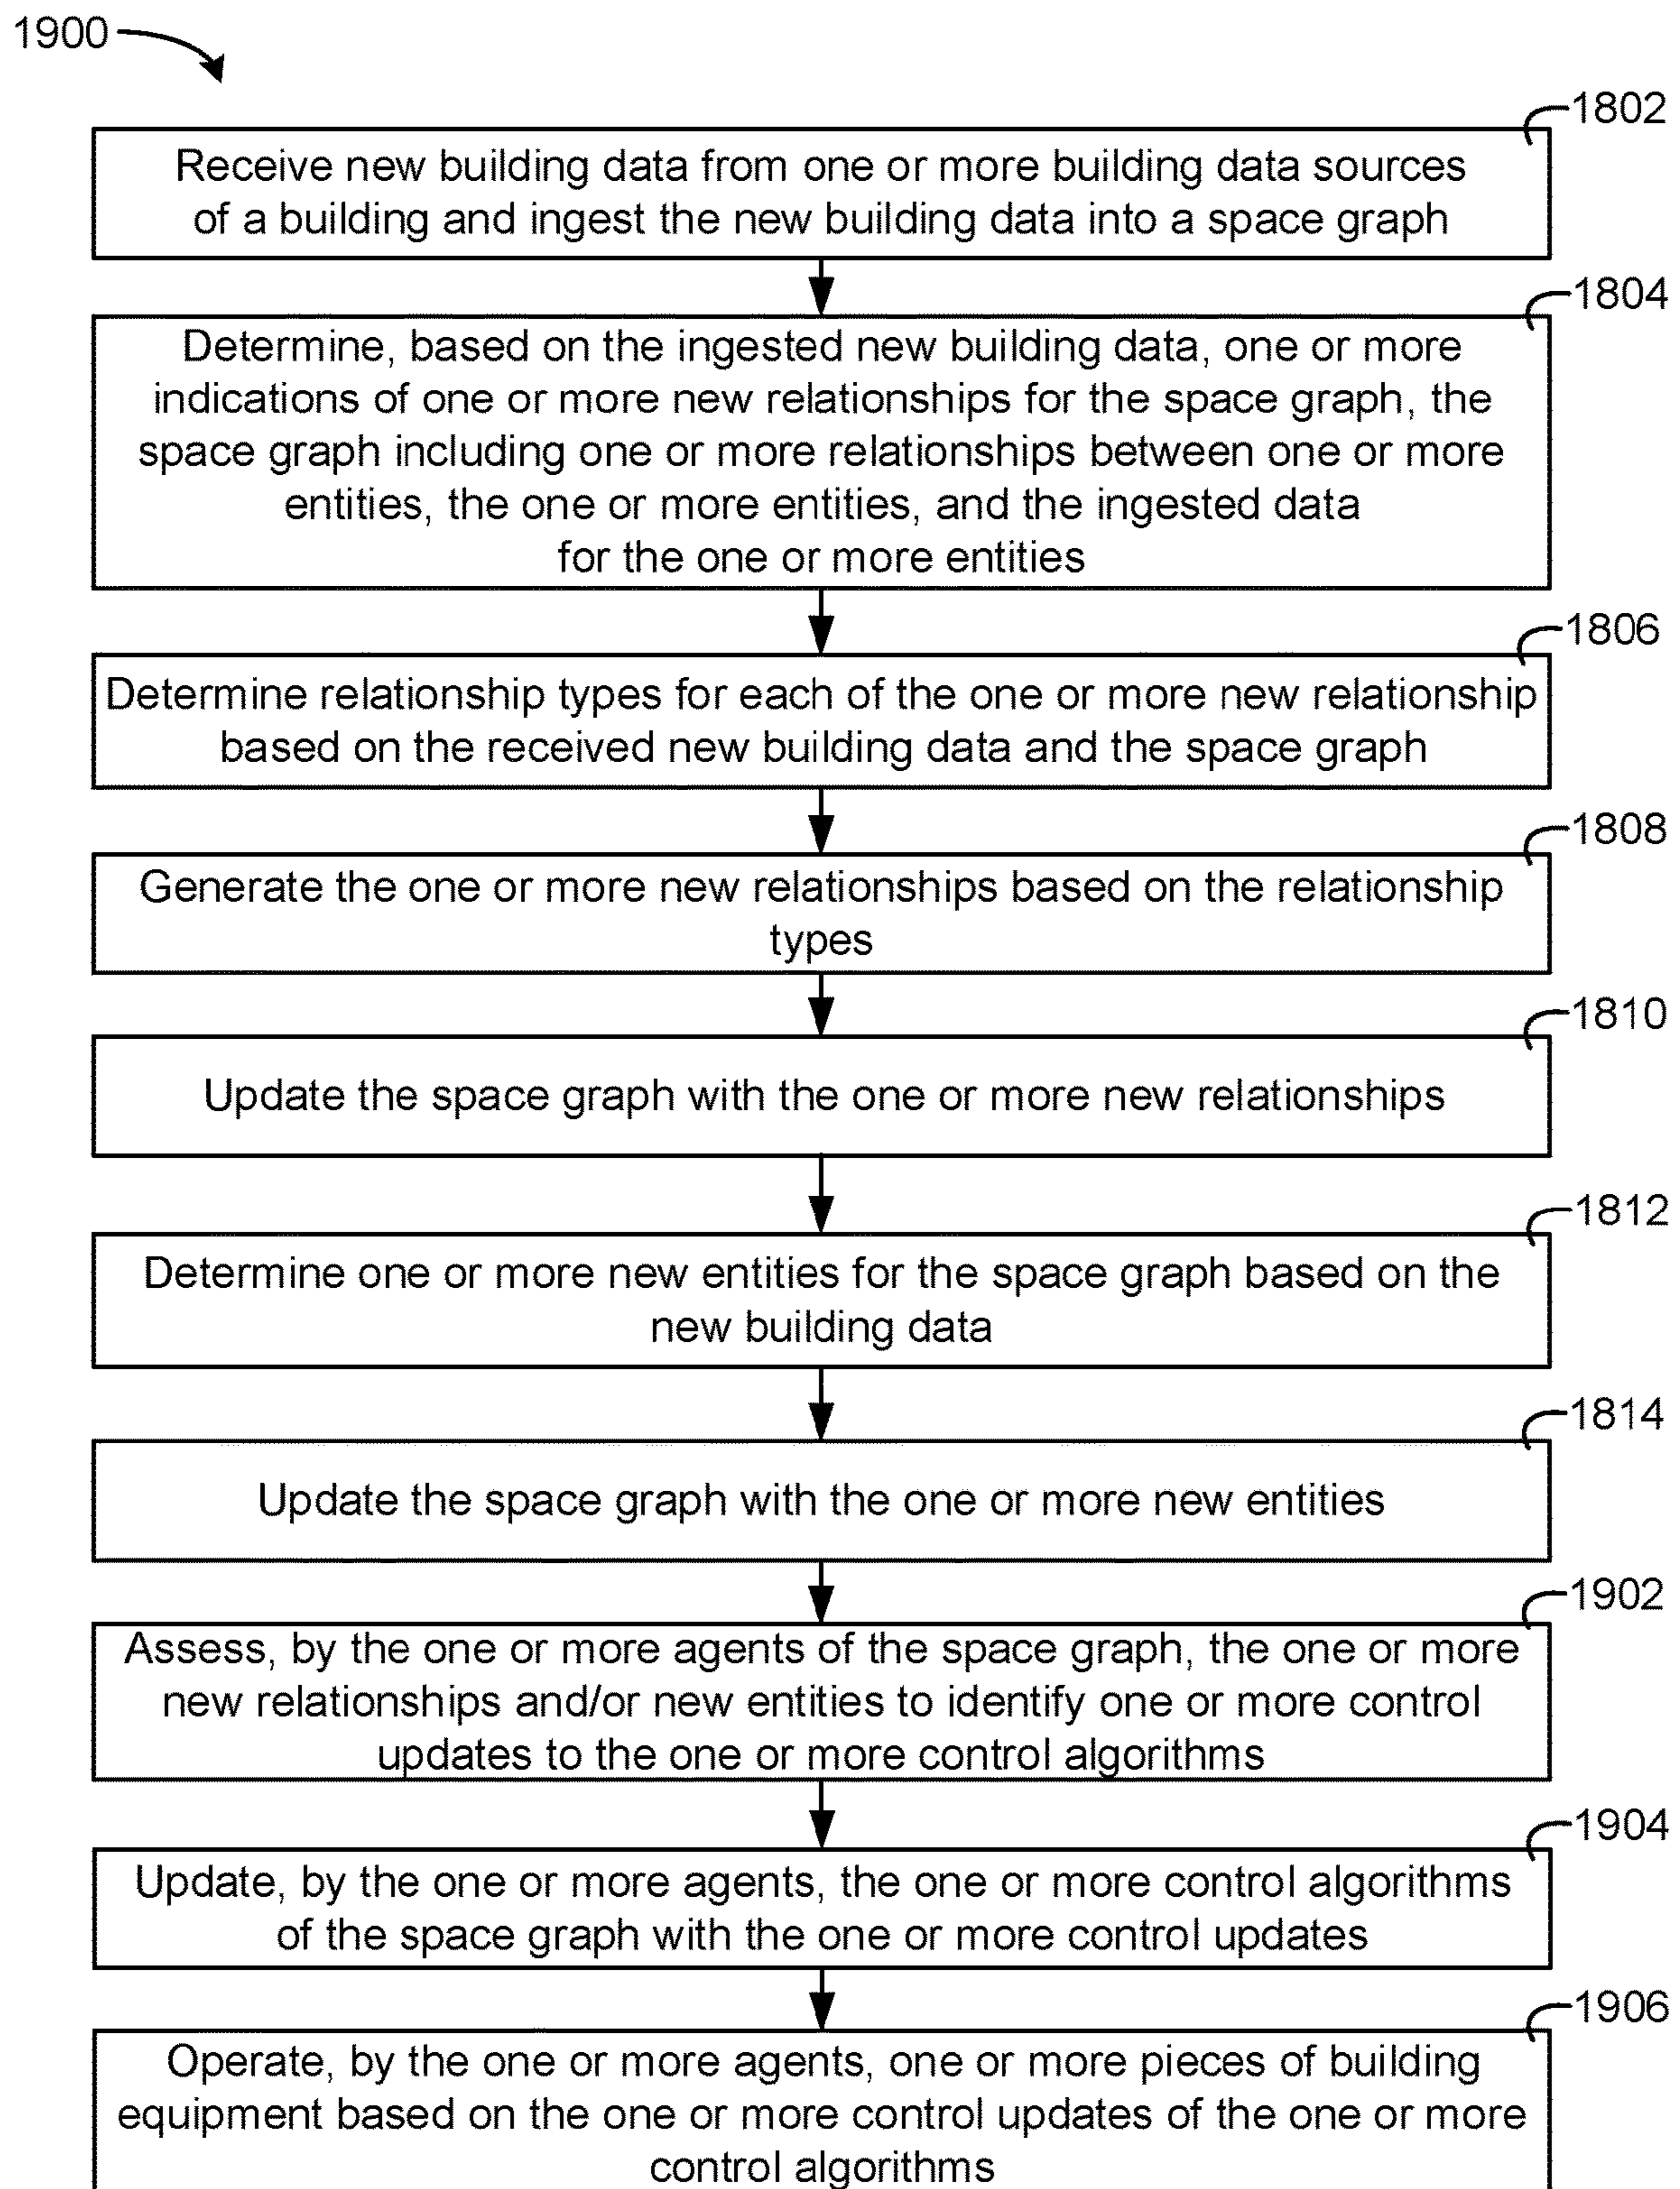 1900
1802
Receive new building data from one or more building data sources
of a building and ingest the new building data into a space graph
1804
Determine, based on the ingested new building data, one or more
indications of one or more new relationships for the space graph, the
space graph including one or more relationships between one or more
entities, the one or more entities, and the ingested data
for the one or more entities
1806
Determine relationship types for each of the one or more new relationship
based on the received new building data and the space graph
1808
Generate the one or more new relationships based on the relationship
types
1810
Update the space graph with the one or more new relationships
1812
Determine one or more new entities for the space graph based on the
new building data
1814
Update the space graph with the one or more new entities
1902
Assess, by the one or more agents of the space graph, the one or more
new relationships and/or new entities to identify one or more control
updates to the one or more control algorithms
1904
Update, by the one or more agents, the one or more control algorithms
of the space graph with the one or more control updates
1906
Operate, by the one or more agents, one or more pieces of building
equipment based on the one or more control updates of the one or more
control algorithms